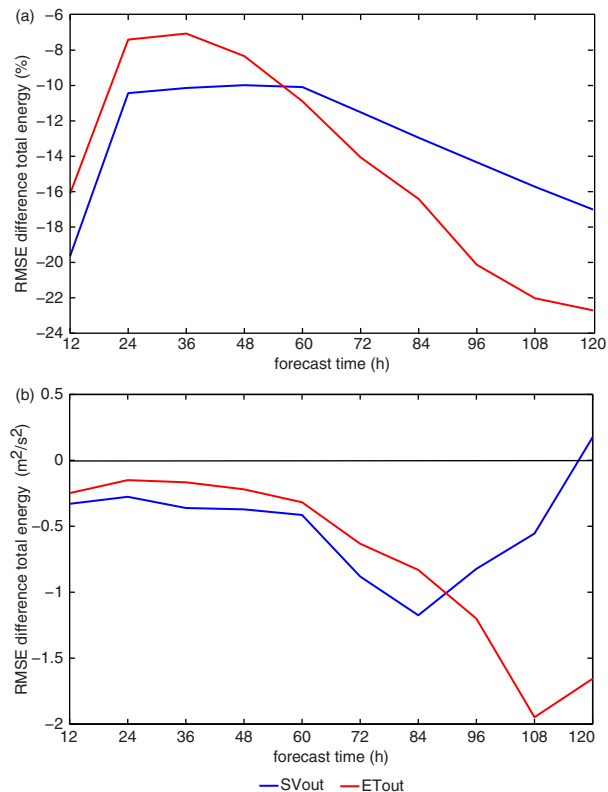 (a)
RMSE difference total energy (%)
−6
−8
−10
−12
−14
−16
−18
−20
−22
−24
12 24 36 48 60 72 84 96 108 120
forecast time (h)
(b)
RMSE difference total energy (m²/s²)
0.5
0
−0.5
−1
−1.5
−2
12 24 36 48 60 72 84 96 108 120
forecast time (h)
SVout ETout